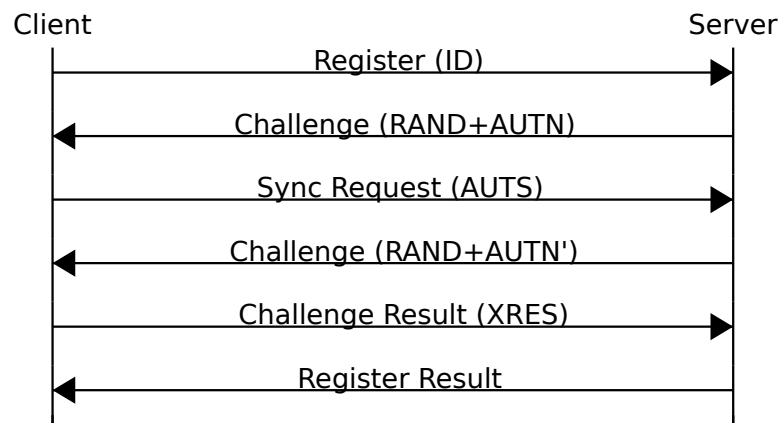 Client
Server
Register (ID)
Challenge (RAND+AUTN)
Sync Request (AUTS)
Challenge (RAND+AUTN')
Challenge Result (XRES)
Register Result